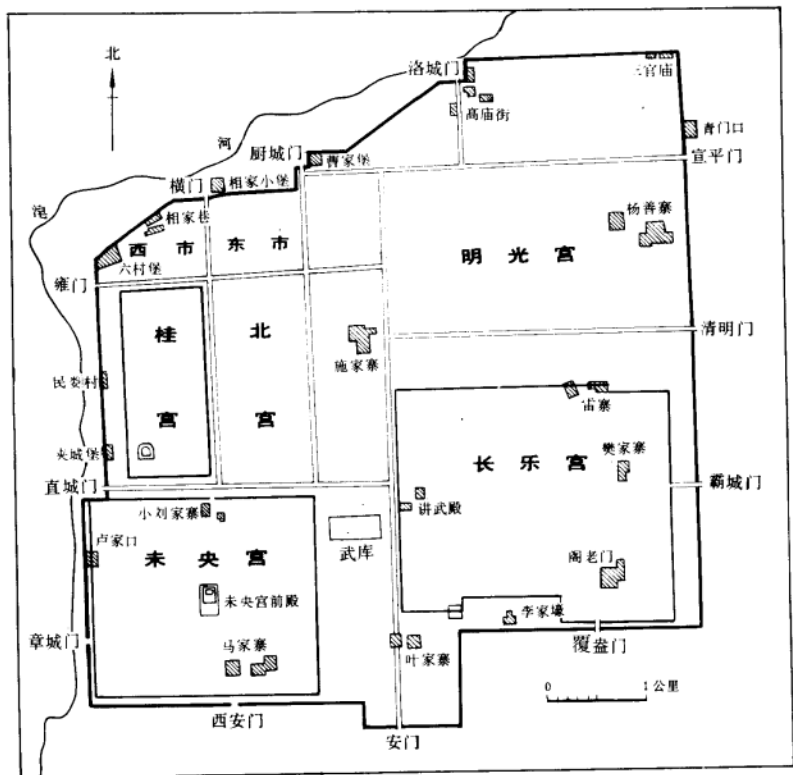 北
洛城门
三官庙
高庙街
河
厨城门
曹家堡
青门口
宣平门
横门
相家小堡
相家巷
杨善寨
西市
东市
明光宫
六村堡
雍门
桂宫
北宫
清明门
施家寨
民娄村
雷寨
夹城堡
长乐宫
樊家寨
直城门
霸城门
讲武殿
小刘家寨
武库
卢家口
未央宫
阁老门
未央宫前殿
李家壕
章城门
马家寨
叶家寨
覆盎门
0 1公里
西安门
安门